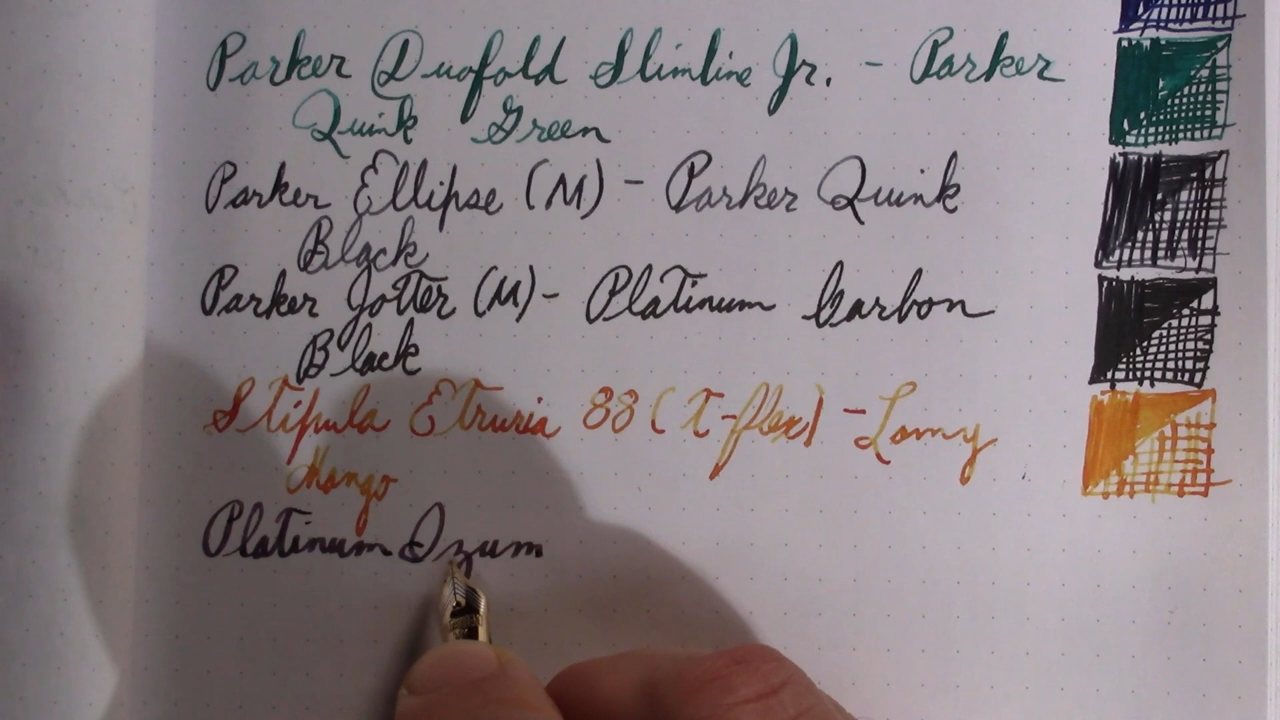 Parker Duofold Slimline Jr. - Parker
Quink Green
Parker Ellipse (M) - Parker Quink
Black
Parker Jotter (M) - Platinum Carbon
Black
Stipula Etruria 88 (T-flex) - Lamy
Mango
Platinum Izum